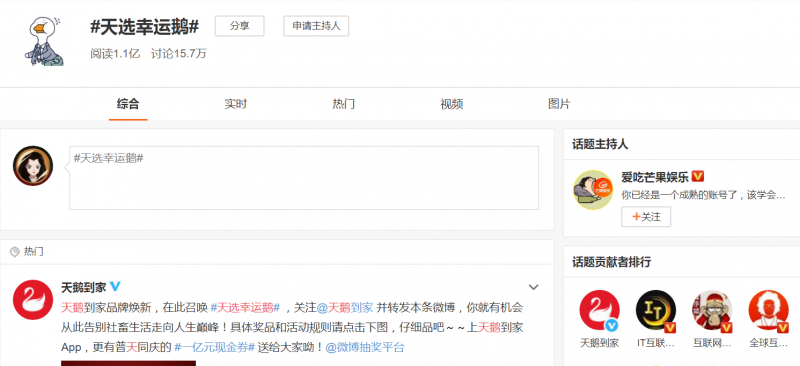 #天选幸运鹅#
分享
申请主持人
阅读1.1亿 讨论15.7万
综合
实时
热门
视频
图片
#天选幸运鹅#
话题主持人
爱吃芒果娱乐
你已经是一个成熟的账号了，该学会...
+关注
热门
天鹅到家
天鹅到家品牌焕新，在此召唤 #天选幸运鹅# ，关注@天鹅到家 并转发本条微博，你就有机会
从此告别社畜生活走向人生巅峰！具体奖品和活动规则请点击下图，仔细品吧～～上天鹅到家
App，更有普天同庆的 #一亿元现金券# 送给大家呦！@微博抽奖平台
话题贡献者排行
天鹅到家
IT互联...
互联网...
全球互...